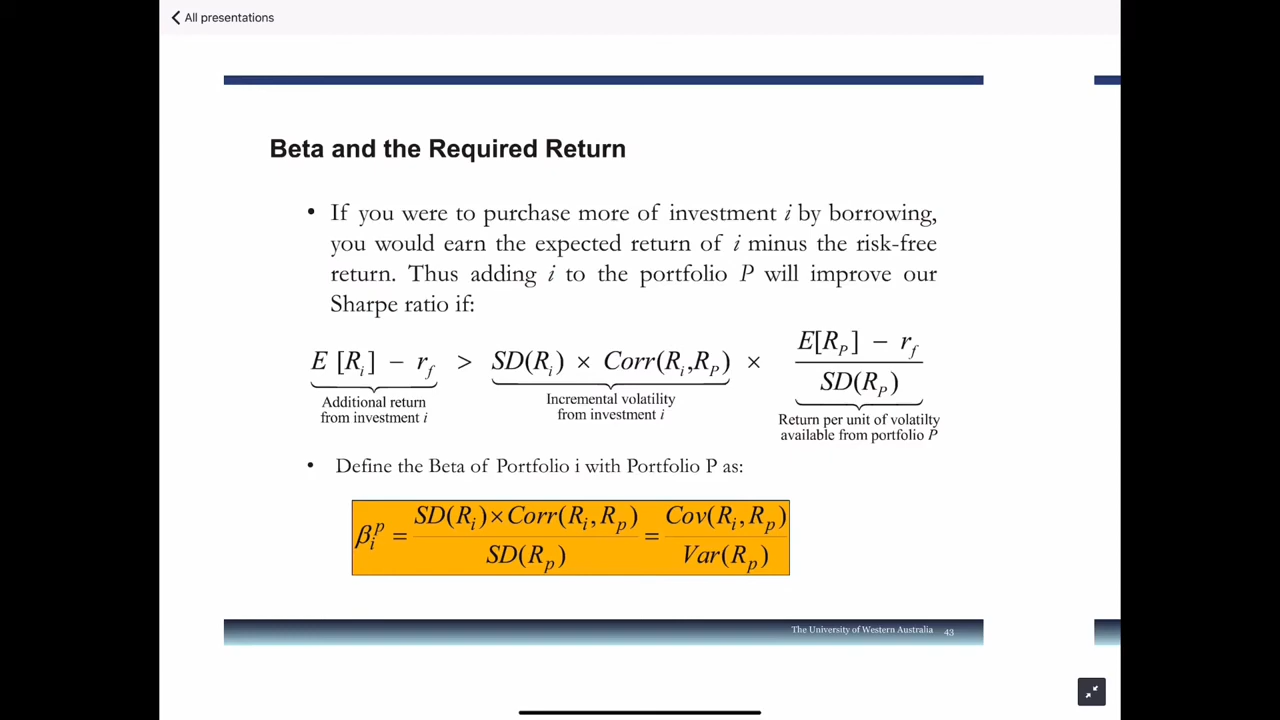 All presentations
Beta and the Required Return
• If you were to purchase more of investment i by borrowing,
you would earn the expected return of i minus the risk-free
return. Thus adding i to the portfolio P will improve our
Sharpe ratio if:
E [R_i] − r_f > SD(R_i) × Corr(R_i,R_P) × (E[R_P] − r_f) / SD(R_P)
Additional return
from investment i
Incremental volatility
from investment i
Return per unit of volatilty
available from portfolio P
• Define the Beta of Portfolio i with Portfolio P as:
β_i^p = SD(R_i)×Corr(R_i, R_p) / SD(R_p) = Cov(R_i, R_p) / Var(R_p)
The University of Western Australia 43